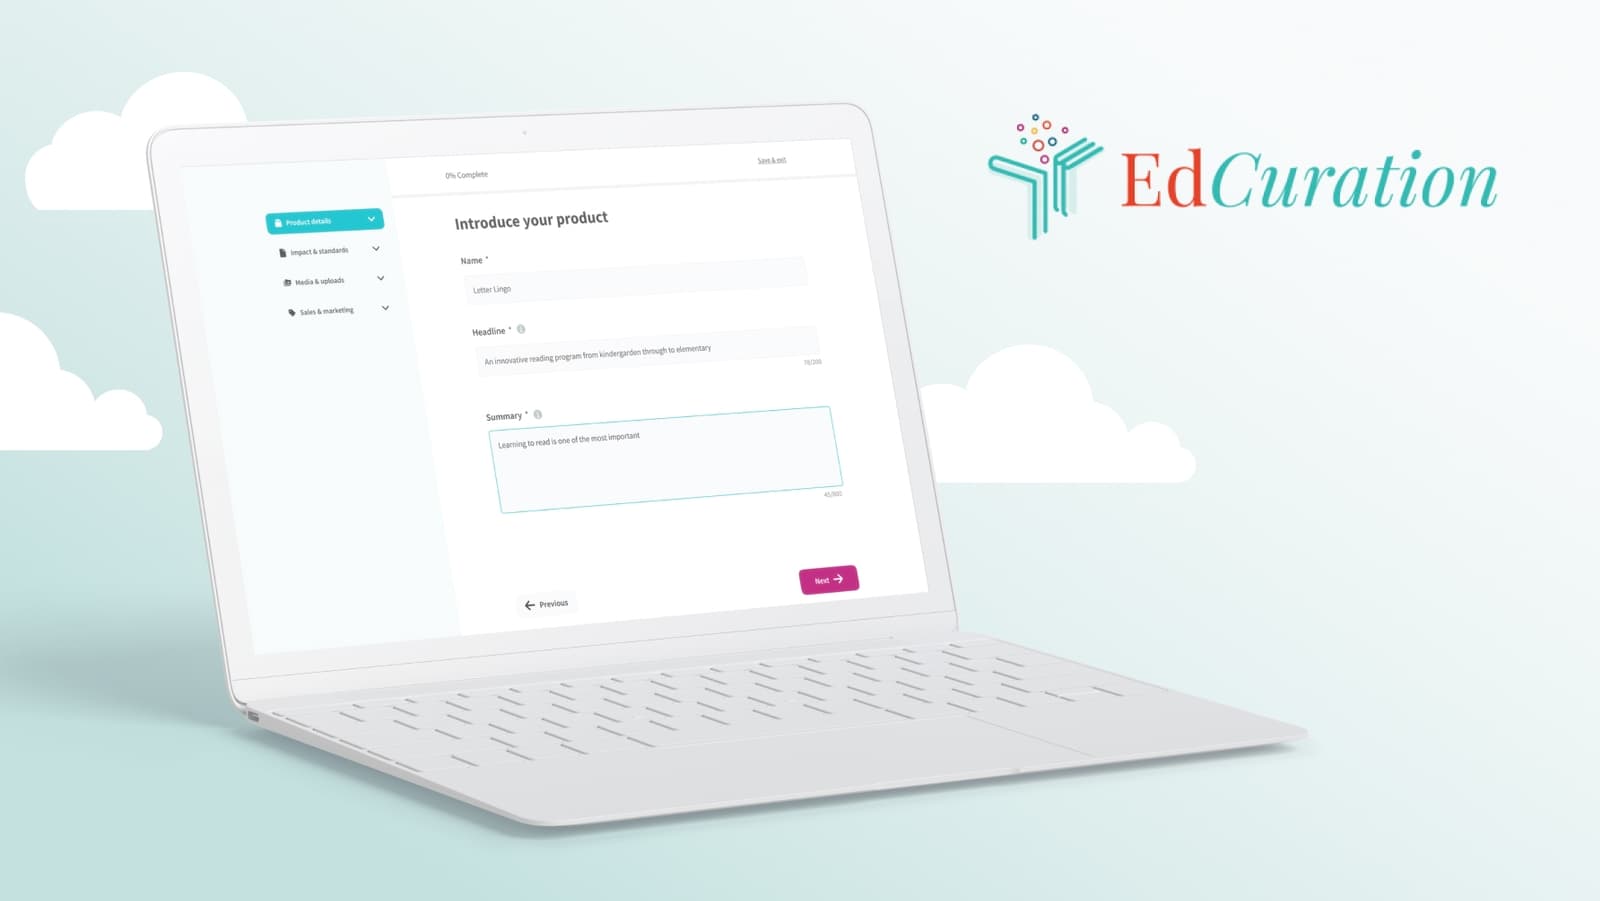 EdCuration
0% Complete
Save & exit
Product details
Impact & standards
Media & uploads
Sales & marketing
Introduce your product
Name *
Letter Lingo
Headline *
An innovative reading program from kindergarden through to elementary
70/200
Summary *
Learning to read is one of the most important
45/800
Previous
Next